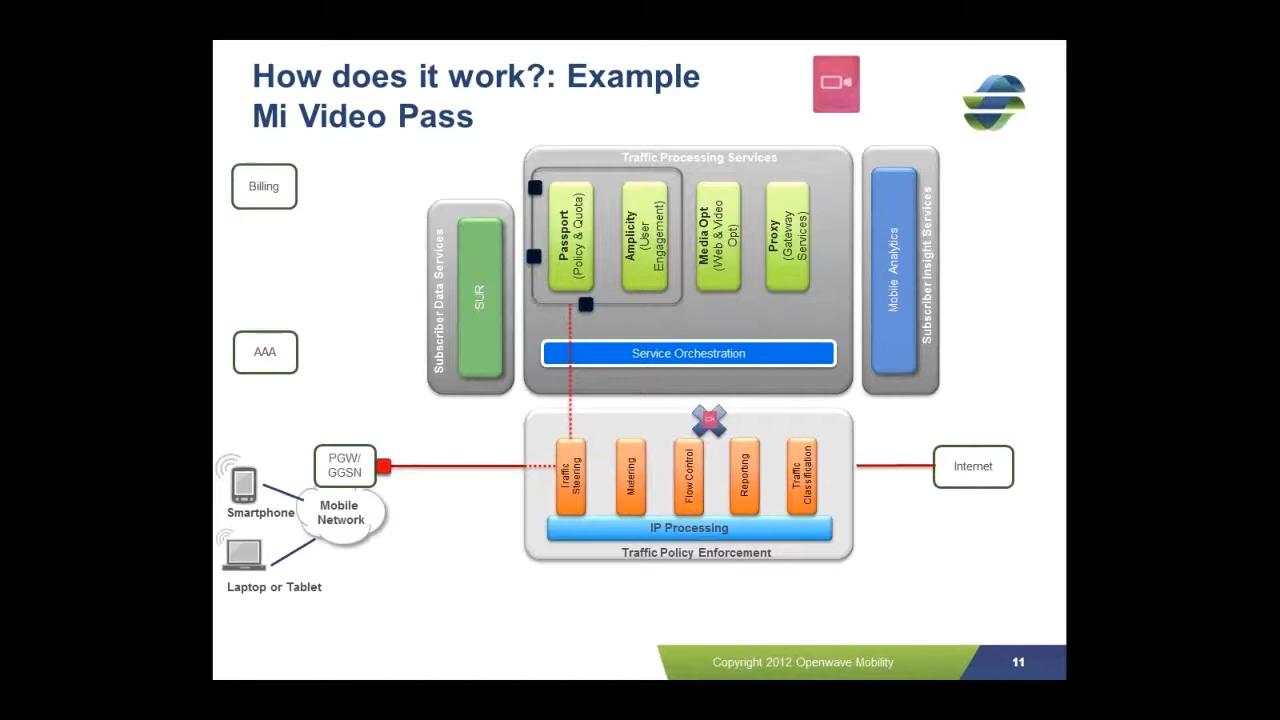 How does it work?: Example
Mi Video Pass
Billing
AAA
PGW/
GGSN
Smartphone
Mobile
Network
Laptop or Tablet
Subscriber Data Services
SUR
Traffic Processing Services
Passport
(Policy & Quota)
Amplicity
(User
Engagement)
Media Opt
(Web & Video
Opt)
Proxy
(Gateway
Services)
Service Orchestration
Mobile Analytics
Subscriber Insight Services
Traffic
Steering
Metering
Flow Control
Reporting
Traffic
Classification
IP Processing
Traffic Policy Enforcement
Internet
Copyright 2012 Openwave Mobility
11